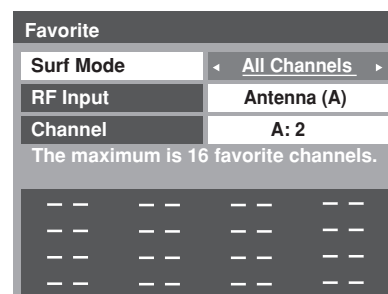 Favorite
Surf Mode ◂ All Channels ▸
RF Input Antenna (A)
Channel A: 2
The maximum is 16 favorite channels.
– – – – – – – –
– – – – – – – –
– – – – – – – –
– – – – – – – –